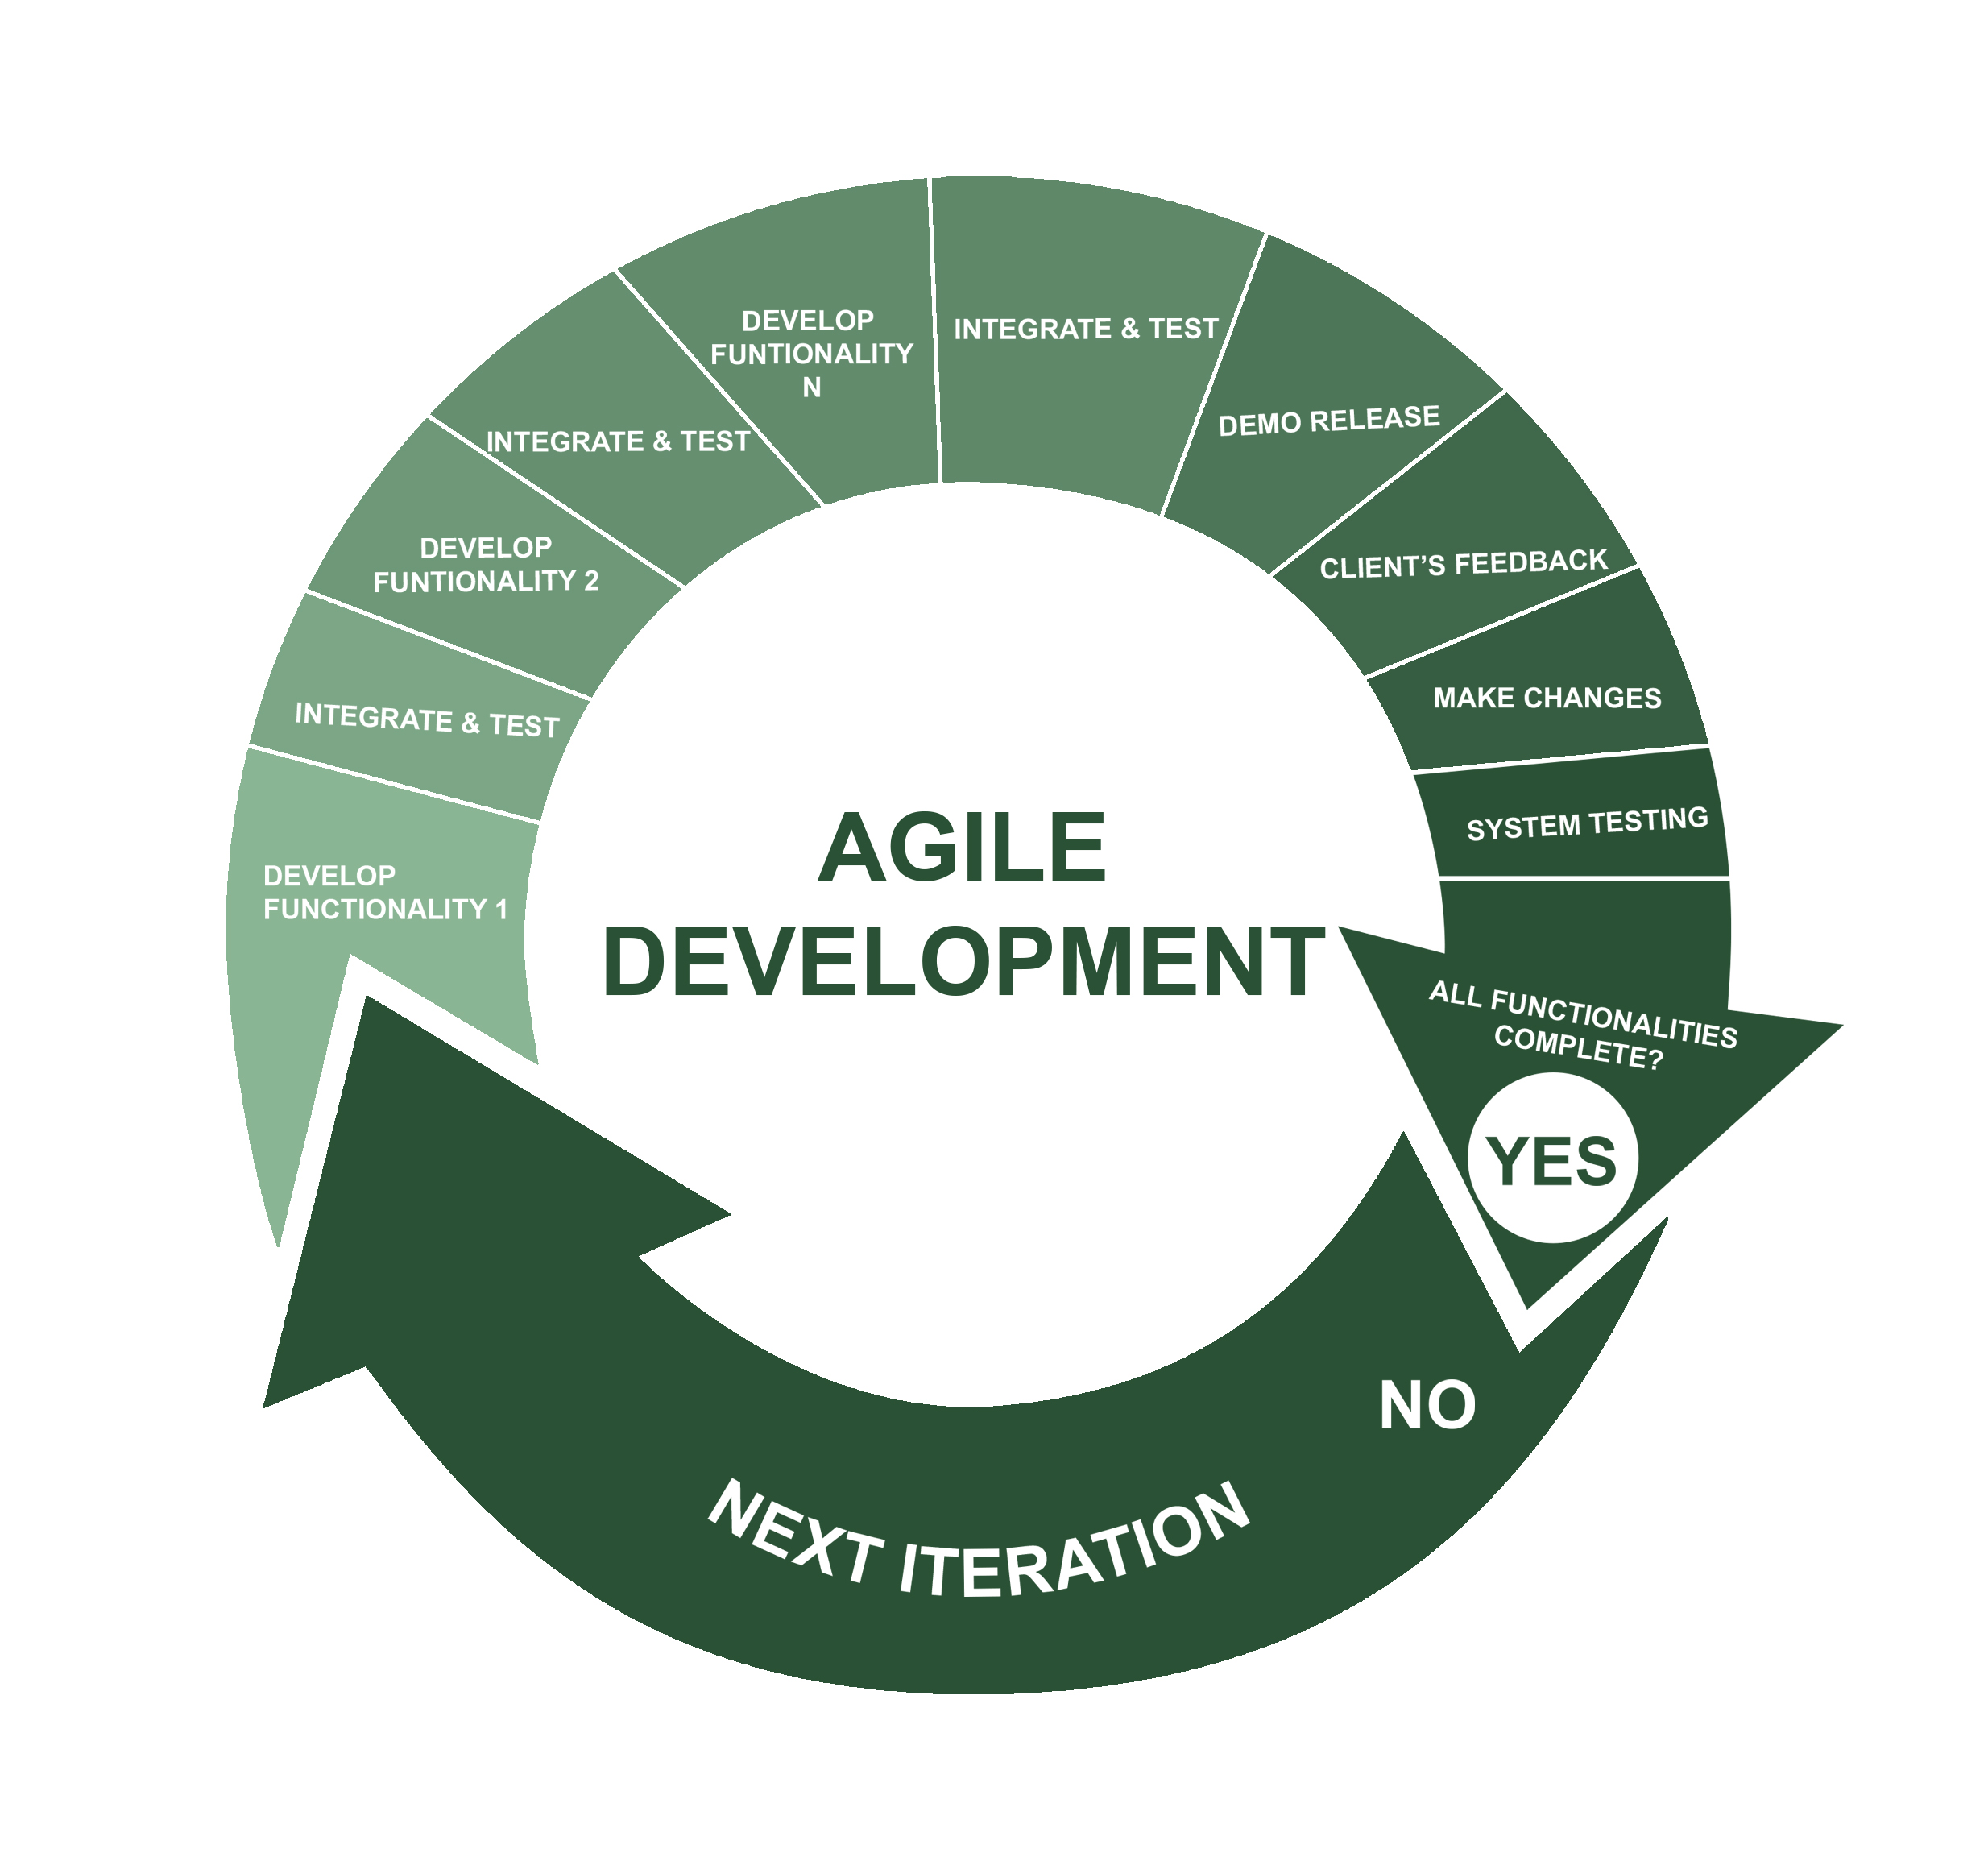 DEVELOP
FUNCTIONALITY 1
INTEGRATE & TEST
DEVELOP
FUNTIONALITY 2
INTEGRATE & TEST
DEVELOP
FUNTIONALITY
N
INTEGRATE & TEST
DEMO RELEASE
CLIENT’S FEEDBACK
MAKE CHANGES
SYSTEM TESTING
ALL FUNCTIONALITIES
COMPLETE?
YES
NO
NEXT ITERATION
AGILE
DEVELOPMENT